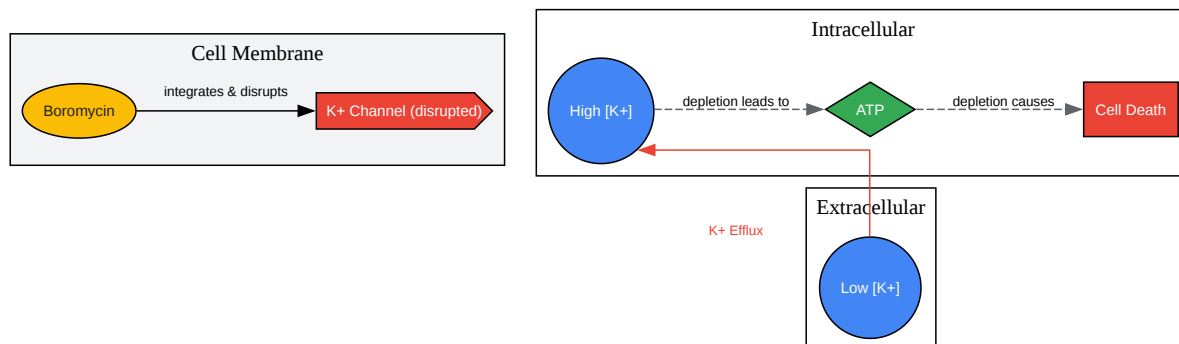 Cell Membrane
Boromycin
integrates & disrupts
K+ Channel (disrupted)
Intracellular
High [K+]
depletion leads to
ATP
depletion causes
Cell Death
K+ Efflux
Extracellular
Low [K+]